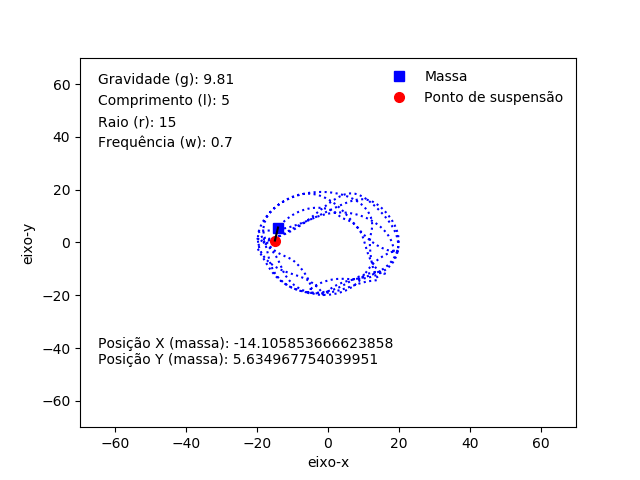 Gravidade (g): 9.81
Comprimento (l): 5
Raio (r): 15
Frequência (w): 0.7
Massa
Ponto de suspensão
60
40
20
0
−20
−40
−60
eixo-y
Posição X (massa): -14.105853666623858
Posição Y (massa): 5.634967754039951
−60 −40 −20 0 20 40 60
eixo-x